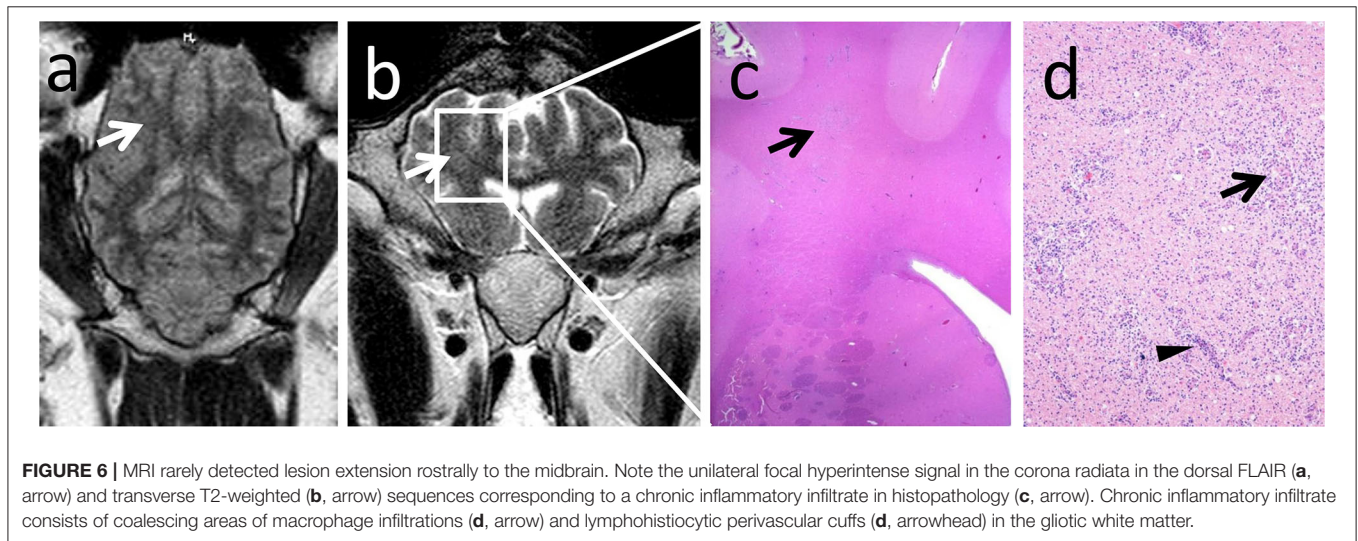 a
b
c
d
FIGURE 6 | MRI rarely detected lesion extension rostrally to the midbrain. Note the unilateral focal hyperintense signal in the corona radiata in the dorsal FLAIR (a,
arrow) and transverse T2-weighted (b, arrow) sequences corresponding to a chronic inflammatory infiltrate in histopathology (c, arrow). Chronic inflammatory infiltrate
consists of coalescing areas of macrophage infiltrations (d, arrow) and lymphohistiocytic perivascular cuffs (d, arrowhead) in the gliotic white matter.